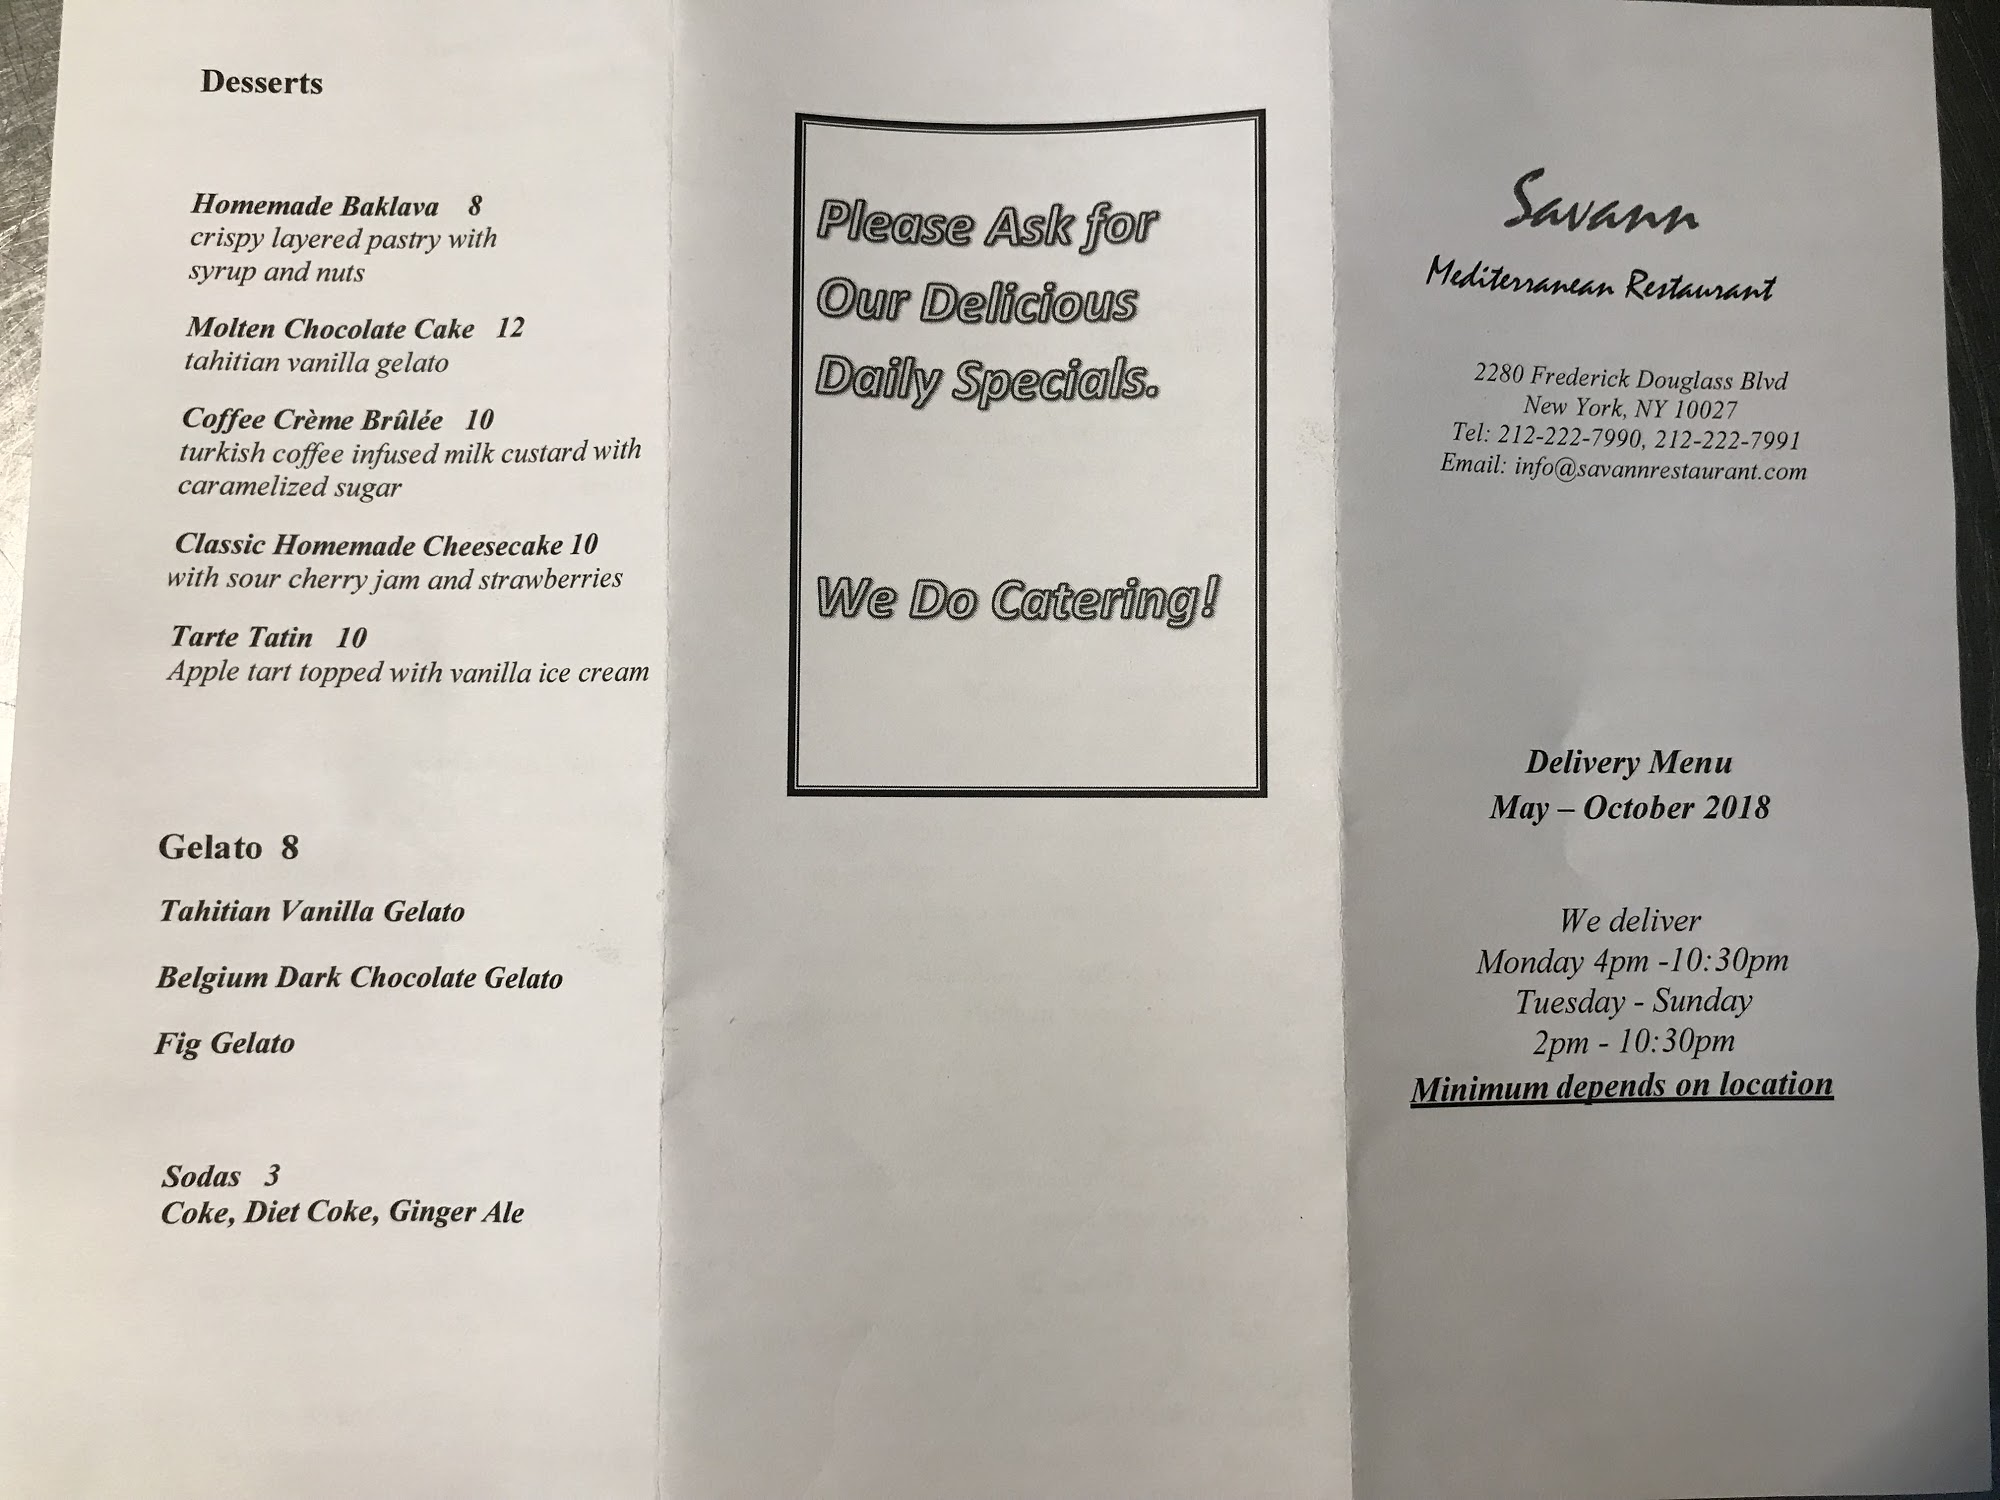 Desserts
Homemade Baklava 8
crispy layered pastry with
syrup and nuts
Molten Chocolate Cake 12
tahitian vanilla gelato
Coffee Crème Brûlée 10
turkish coffee infused milk custard with
caramelized sugar
Classic Homemade Cheesecake 10
with sour cherry jam and strawberries
Tarte Tatin 10
Apple tart topped with vanilla ice cream
Gelato 8
Tahitian Vanilla Gelato
Belgium Dark Chocolate Gelato
Fig Gelato
Sodas 3
Coke, Diet Coke, Ginger Ale
Please Ask for
Our Delicious
Daily Specials.
We Do Catering!
Savann
Mediterranean Restaurant
2280 Frederick Douglass Blvd
New York, NY 10027
Tel: 212-222-7990, 212-222-7991
Email: info@savannrestaurant.com
Delivery Menu
May – October 2018
We deliver
Monday 4pm -10:30pm
Tuesday - Sunday
2pm - 10:30pm
Minimum depends on location